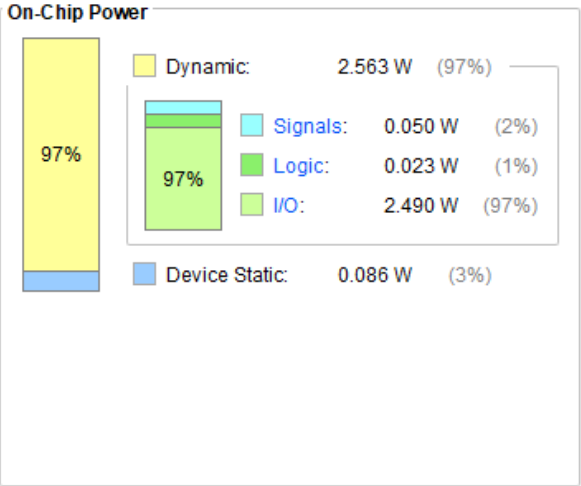 On-Chip Power
97%
Dynamic: 2.563 W (97%)
97%
Signals: 0.050 W (2%)
Logic: 0.023 W (1%)
I/O: 2.490 W (97%)
Device Static: 0.086 W (3%)